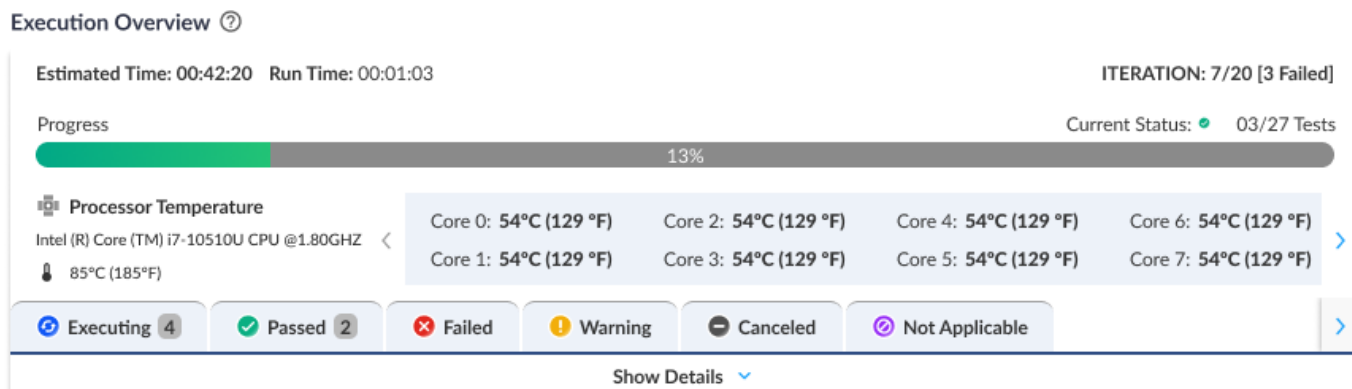 Execution Overview
Estimated Time: 00:42:20 Run Time: 00:01:03 ITERATION: 7/20 [3 Failed]
Progress Current Status: 03/27 Tests
13%
Processor Temperature
Intel (R) Core (TM) i7-10510U CPU @1.80GHZ
85°C (185°F)
Core 0: 54°C (129 °F) Core 2: 54°C (129 °F) Core 4: 54°C (129 °F) Core 6: 54°C (129 °F)
Core 1: 54°C (129 °F) Core 3: 54°C (129 °F) Core 5: 54°C (129 °F) Core 7: 54°C (129 °F)
Executing 4 Passed 2 Failed Warning Canceled Not Applicable
Show Details